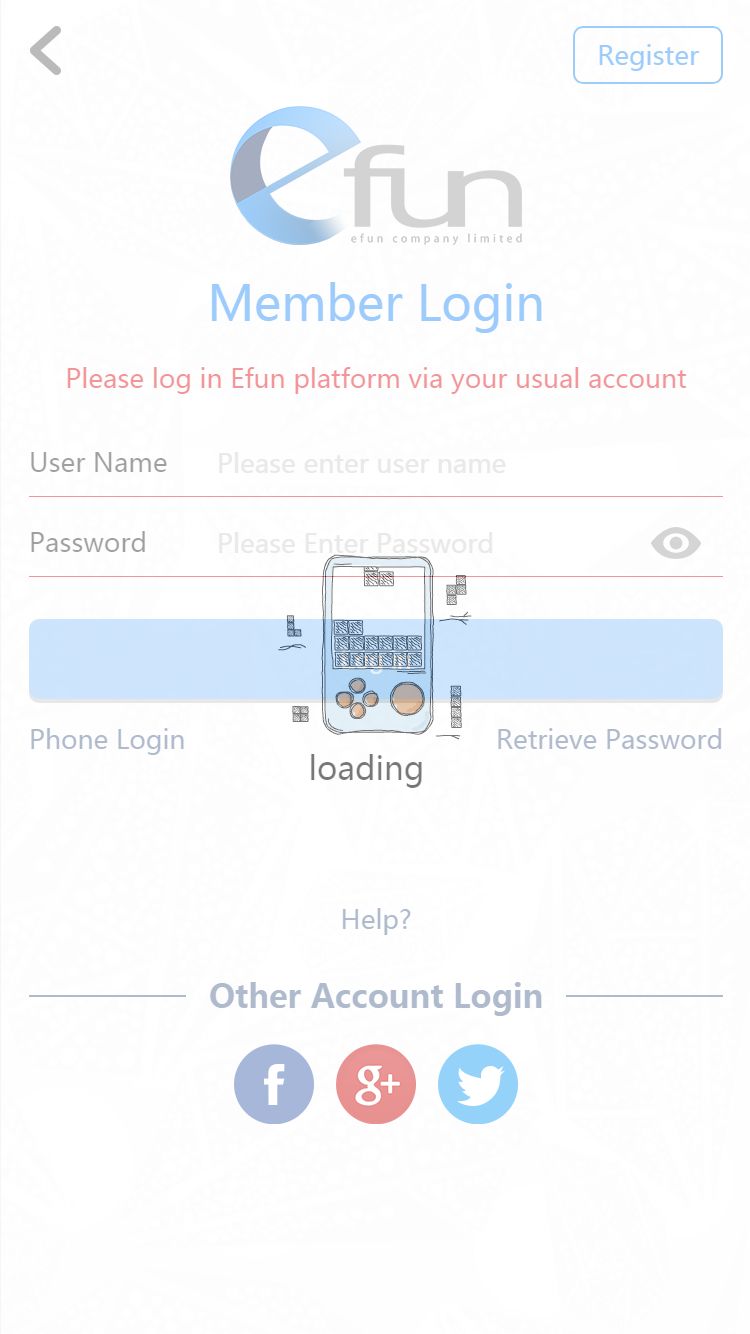 Register
efun
efun company limited
Member Login
Please log in Efun platform via your usual account
User Name Please enter user name
Password Please Enter Password
Phone Login Retrieve Password
loading
Help?
Other Account Login
f g+